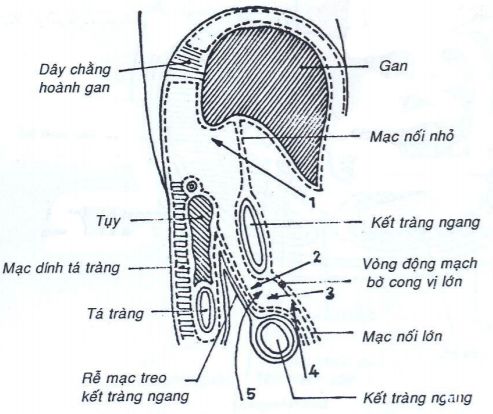 Dây chằng
hoành gan
Gan
Mạc nối nhỏ
1
Tụy
Kết tràng ngang
Mạc dính tá tràng
2
Vòng động mạch
bờ cong vị lớn
3
Tá tràng
Mạc nối lớn
Rễ mạc treo
kết tràng ngang
5
4
Kết tràng ngang